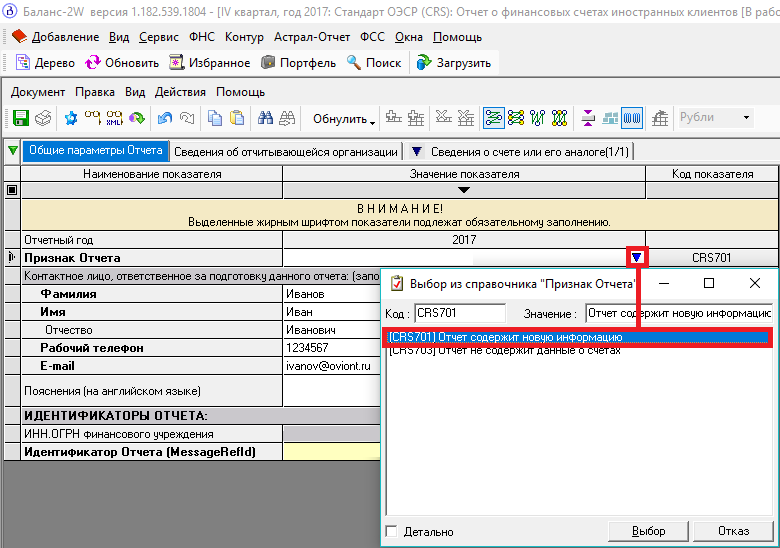 Баланс-2W версия 1.182.539.1804 - [IV квартал, год 2017: Стандарт ОЭСР (CRS): Отчет о финансовых счетах иностранных клиентов [В рабо
Добавление Вид Сервис ФНС Контур Астрал-Отчет ФСС Окна Помощь
Дерево Обновить Избранное Портфель Поиск Загрузить
Документ Правка Вид Действия Помощь
XML Обнулить Рубли
Общие параметры Отчета Сведения об отчитывающейся организации Сведения о счете или его аналоге(1/1)
Наименование показателя Значение показателя Код показателя
В Н И М А Н И Е!
Выделенные жирным шрифтом показатели подлежат обязательному заполнению.
Отчетный год 2017
Признак Отчета CRS701
Контактное лицо, ответственное за подготовку данного отчета: (запо
Фамилия Иванов
Имя Иван
Отчество Иванович
Рабочий телефон 1234567
E-mail ivanov@oviont.ru
Пояснения (на английском языке)
ИДЕНТИФИКАТОРЫ ОТЧЕТА:
ИНН.ОГРН Финансового учреждения
Идентификатор Отчета (MessageRefId)
Выбор из справочника "Признак Отчета"
Код : CRS701 Значение : Отчет содержит новую информацию
[CRS701] Отчет содержит новую информацию
[CRS703] Отчет не содержит данные о счетах
Детально Выбор Отказ